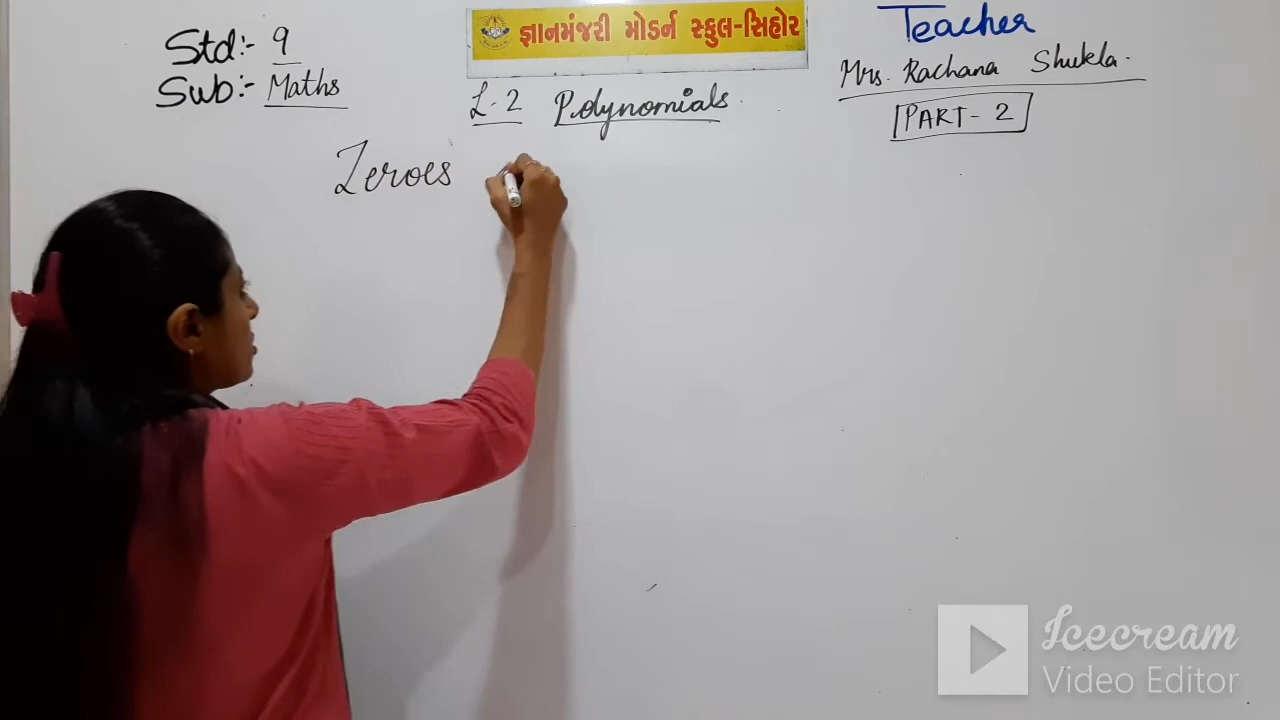 Std:- 9
Sub:- Maths
જ્ઞાનમંજરી મોડર્ન સ્કુલ-સિહોર
L-2 Polynomials
Teacher
Mrs. Rachana Shukla.
PART-2
Zeroes
Icecream
Video Editor